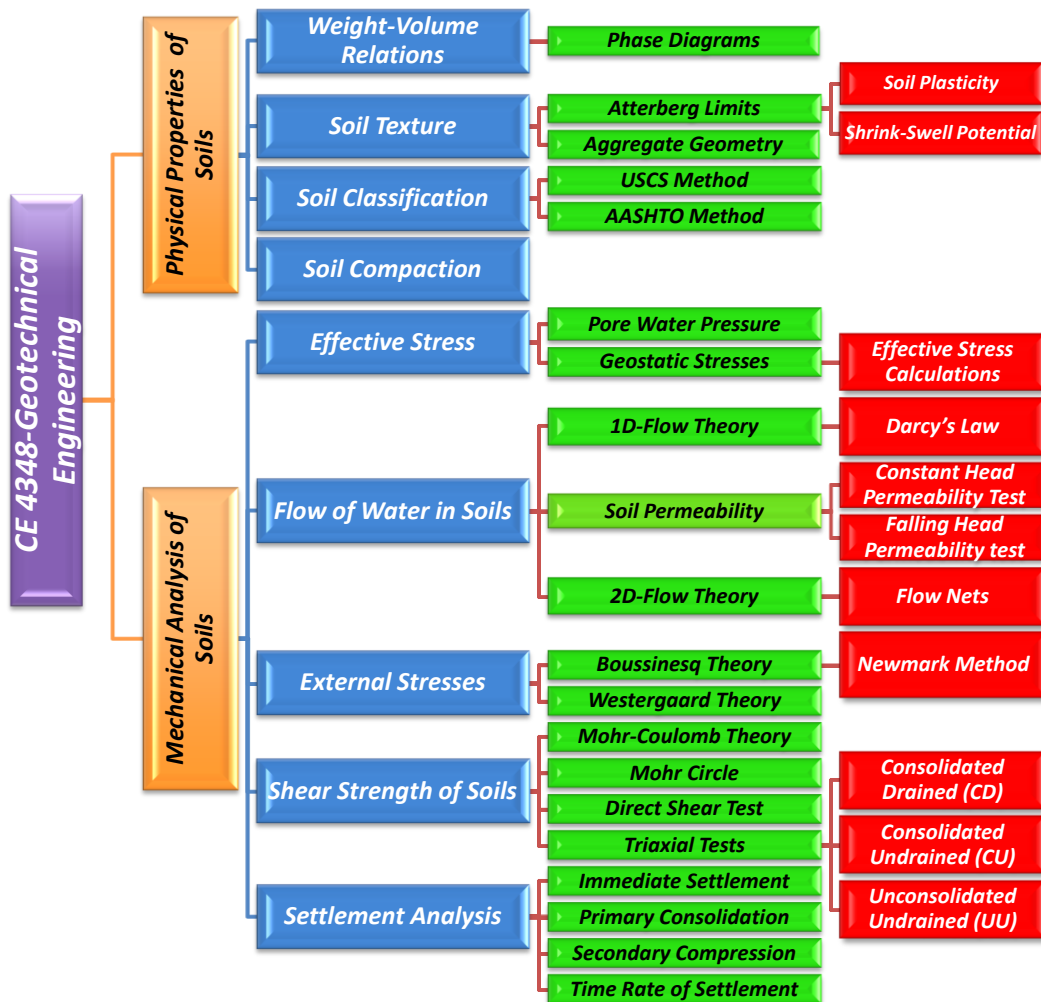 CE 4348-Geotechnical
Engineering
Physical Properties of
Soils
Weight-Volume
Relations
Phase Diagrams
Soil Texture
Atterberg Limits
Soil Plasticity
Shrink-Swell Potential
Aggregate Geometry
Soil Classification
USCS Method
AASHTO Method
Soil Compaction
Mechanical Analysis of
Soils
Effective Stress
Pore Water Pressure
Geostatic Stresses
Effective Stress
Calculations
Flow of Water in Soils
1D-Flow Theory
Darcy’s Law
Soil Permeability
Constant Head
Permeability Test
Falling Head
Permeability test
2D-Flow Theory
Flow Nets
External Stresses
Boussinesq Theory
Newmark Method
Westergaard Theory
Shear Strength of Soils
Mohr-Coulomb Theory
Mohr Circle
Direct Shear Test
Triaxial Tests
Consolidated
Drained (CD)
Consolidated
Undrained (CU)
Unconsolidated
Undrained (UU)
Settlement Analysis
Immediate Settlement
Primary Consolidation
Secondary Compression
Time Rate of Settlement